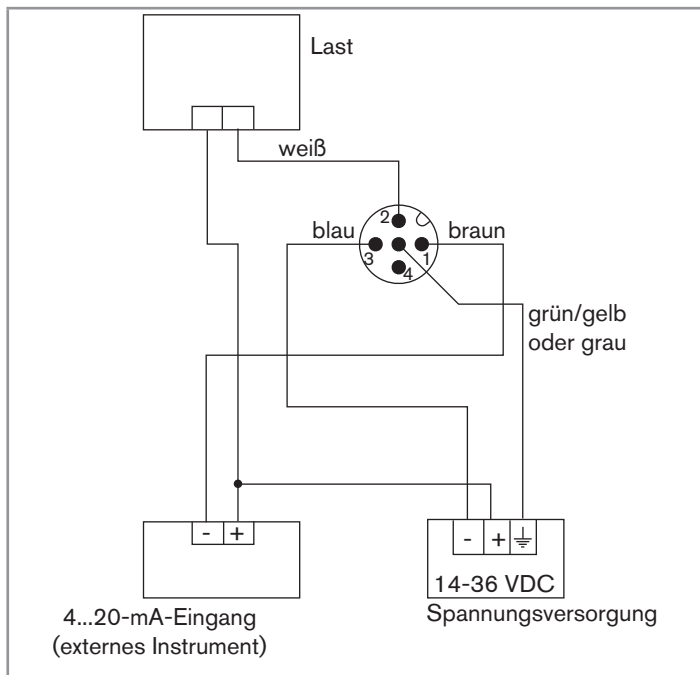 Last
weiß
2
blau
braun
3
1
4
grün/gelb
oder grau
- +
- +
14-36 VDC
4...20-mA-Eingang
(externes Instrument)
Spannungsversorgung